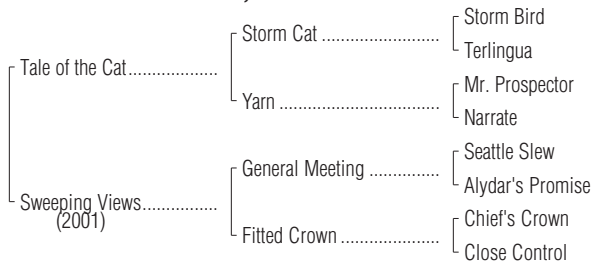 Storm Bird
Storm Cat ......................
Terlingua
Tale of the Cat.................
Mr. Prospector
Yarn ..............................
Narrate
Seattle Slew
General Meeting .............
Alydar's Promise
Sweeping Views..............
(2001)
Chief's Crown
Fitted Crown ..................
Close Control